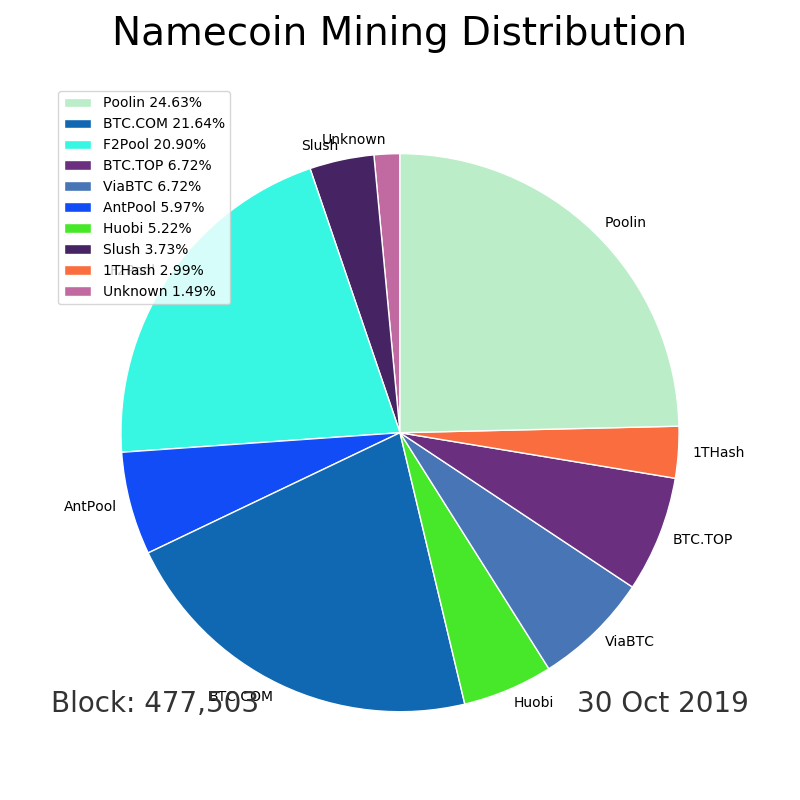 Namecoin Mining Distribution
Poolin 24.63%
BTC.COM 21.64%
F2Pool 20.90%
BTC.TOP 6.72%
ViaBTC 6.72%
AntPool 5.97%
Huobi 5.22%
Slush 3.73%
1THash 2.99%
Unknown 1.49%
Unknown
Slush
Poolin
1THash
AntPool
BTC.TOP
ViaBTC
BTC.COM
Huobi
Block: 477,503
30 Oct 2019